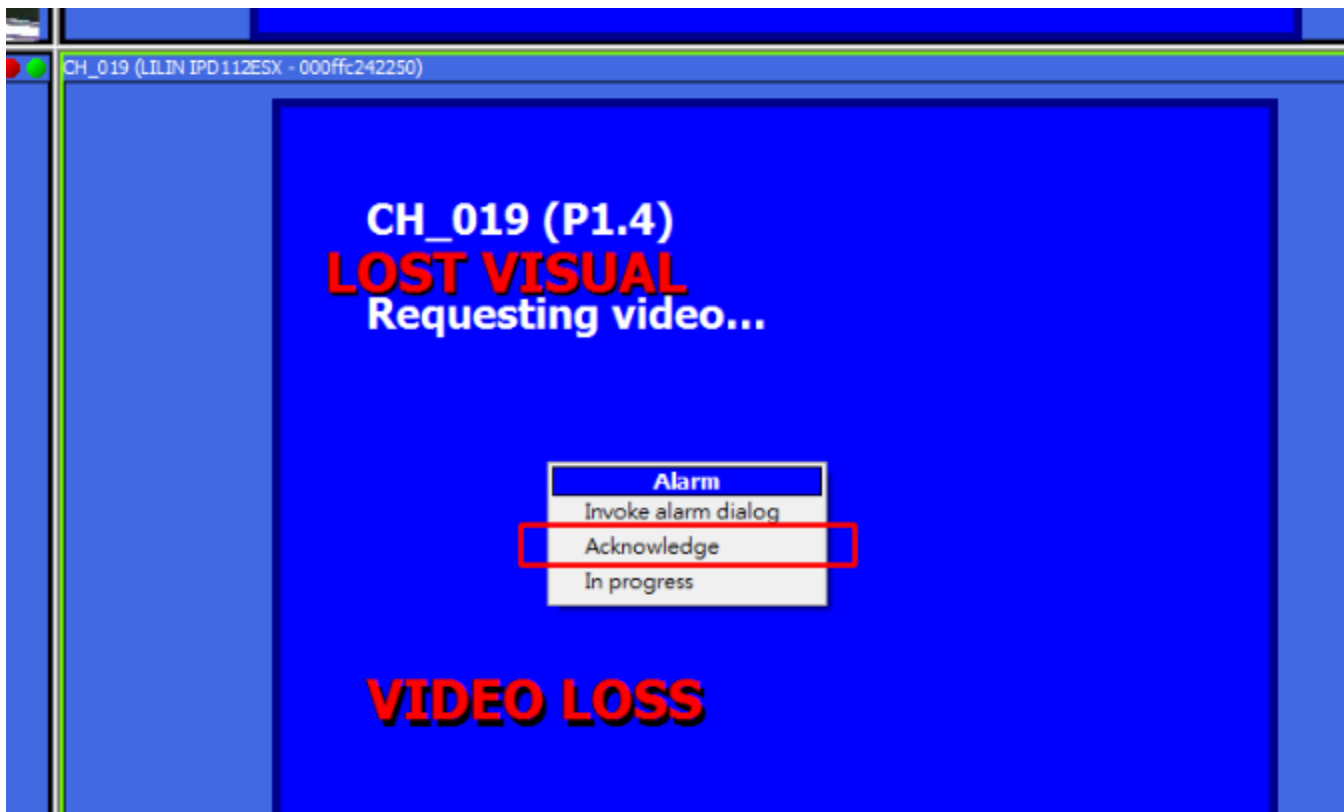 CH_019 (LILIN IPD112ESX - 000ffc242250)
CH_019 (P1.4)
LOST VISUAL
Requesting video...
Alarm
Invoke alarm dialog
Acknowledge
In progress
VIDEO LOSS